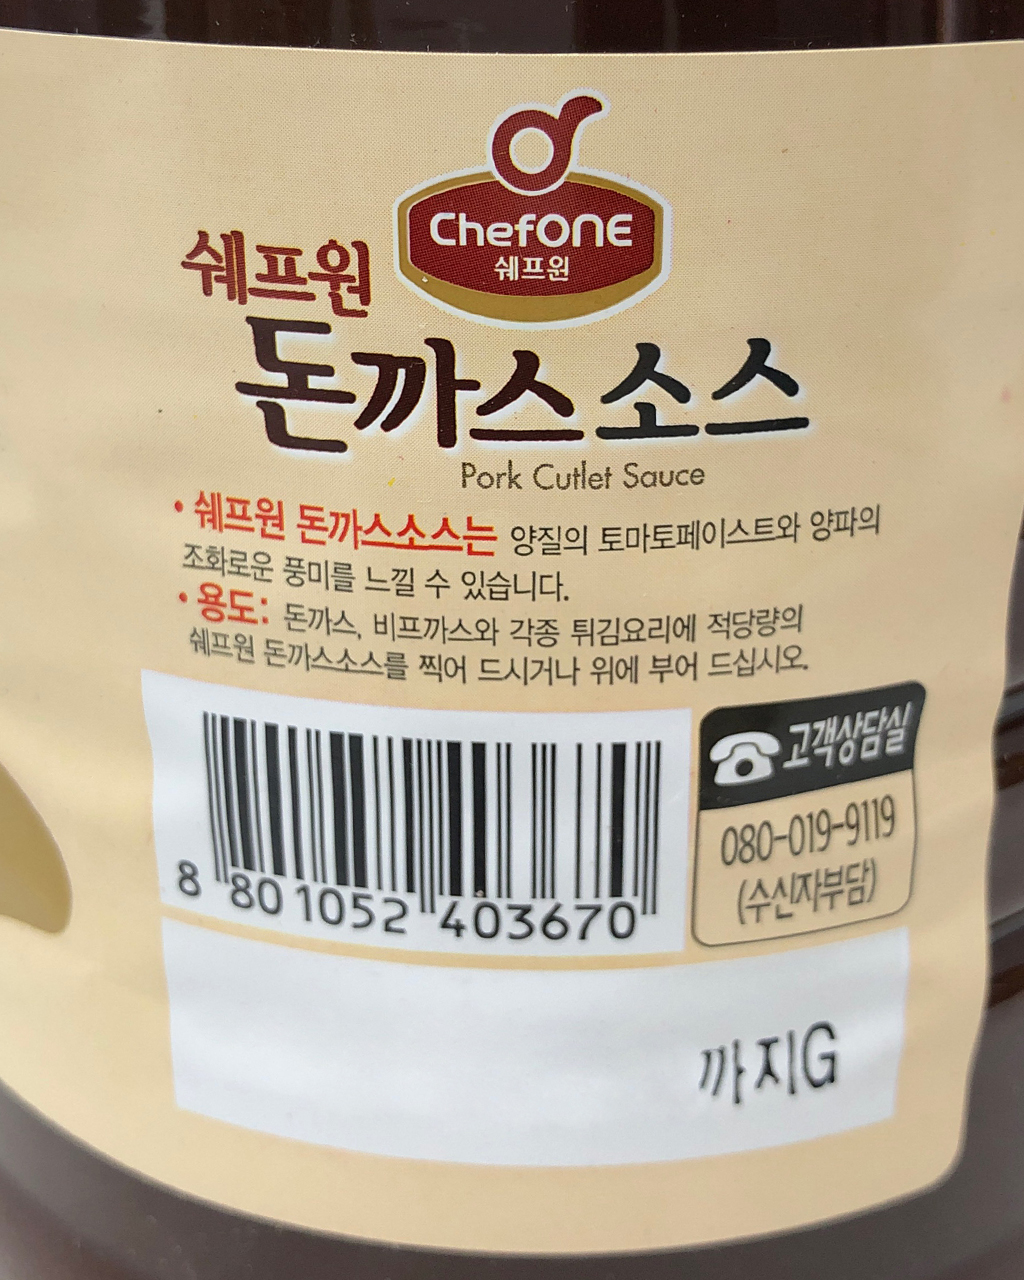 ChefONE
쉐프원
쉐프원
돈까스소스
Pork Cutlet Sauce
• 쉐프원 돈까스소스는 양질의 토마토페이스트와 양파의
조화로운 풍미를 느낄 수 있습니다.
• 용도: 돈까스, 비프까스와 각종 튀김요리에 적당량의
쉐프원 돈까스소스를 찍어 드시거나 위에 부어 드십시오.
고객상담실
080-019-9119
(수신자부담)
8 801052 403670
까지G